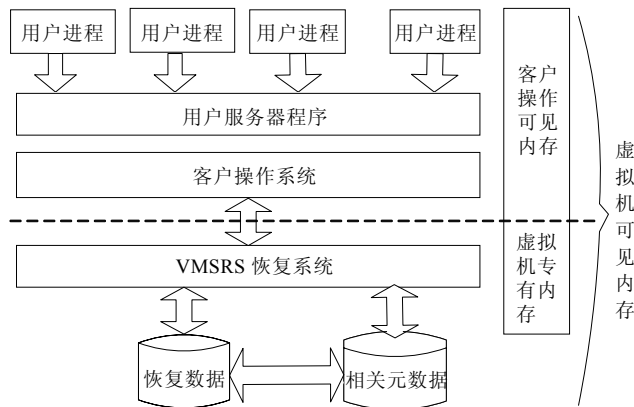 用户进程
用户进程
用户进程
用户进程
用户服务器程序
客户操作系统
VMSRS 恢复系统
恢复数据
相关元数据
客户
操作
可见
内存
虚拟
机专
有内
存
虚
拟
机
可
见
内
存